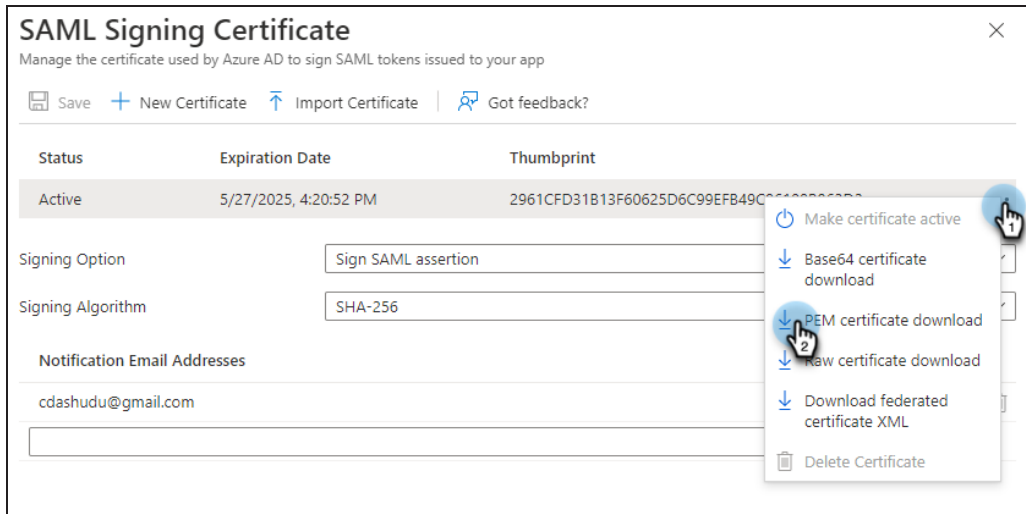 SAML Signing Certificate
Manage the certificate used by Azure AD to sign SAML tokens issued to your app
Save New Certificate Import Certificate Got feedback?
Status Expiration Date Thumbprint
Active 5/27/2025, 4:20:52 PM
Make certificate active
1
Signing Option Sign SAML assertion
Base64 certificate
download
Signing Algorithm SHA-256
PEM certificate download
2
Notification Email Addresses
Raw certificate download
cdashudu@gmail.com
Download federated
certificate XML
Delete Certificate